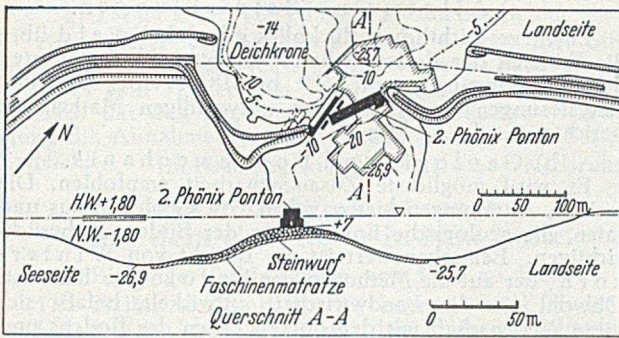 -14
(A)
-5
Landseite
Deichkrone
25,7
-10
-10
N
-10
-20
-26,9
2. Phönix Ponton
0 50 100m
H.W.+1,80
2. Phönix Ponton
N.W.-1,80
+7
Seeseite
-26,9
Steinwurf
-25,7
Landseite
Faschinenmatratze
Querschnitt A-A
0 50m